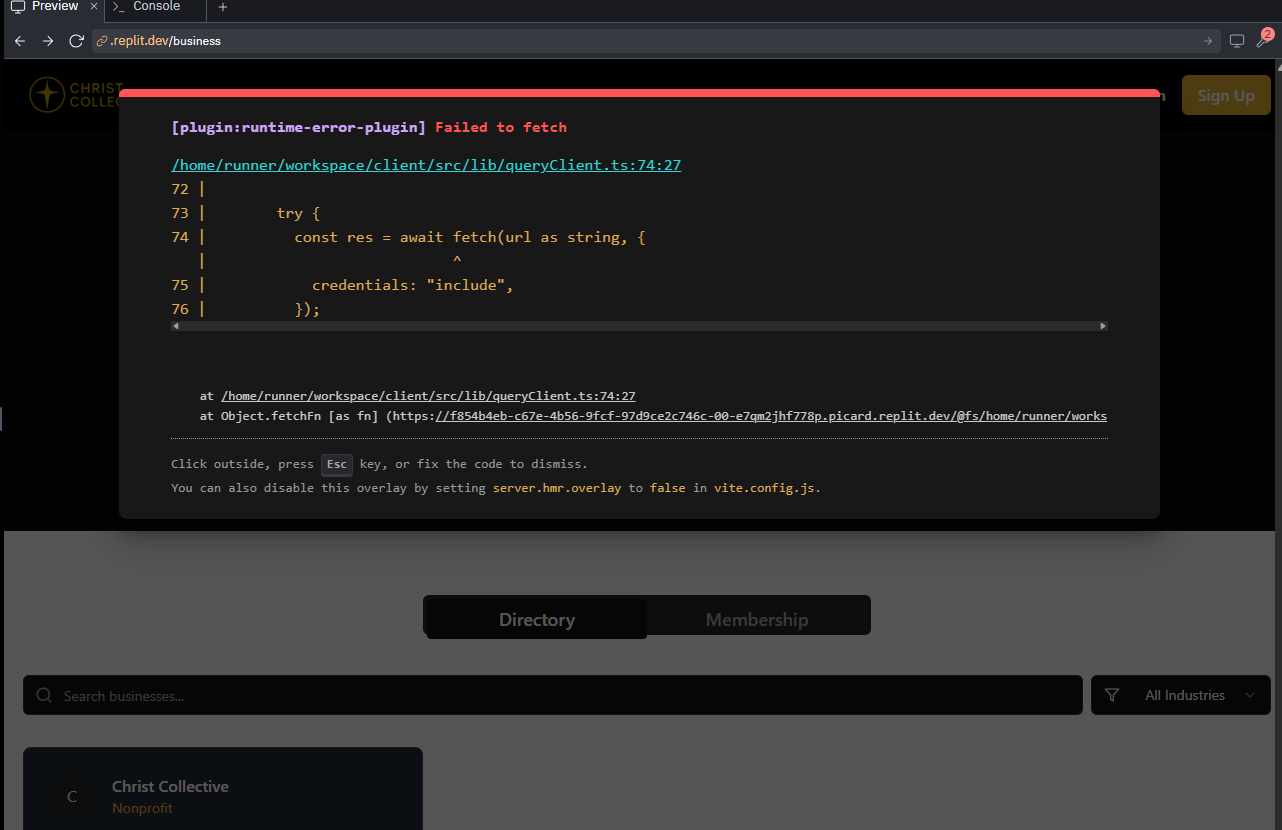 Preview × >_ Console +
.replit.dev/business
2
CHRIST
COLLEC
n
Sign Up
[plugin:runtime-error-plugin] Failed to fetch
/home/runner/workspace/client/src/lib/queryClient.ts:74:27
72 |
73 |        try {
74 |          const res = await fetch(url as string, {
   |                            ^
75 |            credentials: "include",
76 |          });
at /home/runner/workspace/client/src/lib/queryClient.ts:74:27
at Object.fetchFn [as fn] (https://f854b4eb-c67e-4b56-9fcf-97d9ce2c746c-00-e7qm2jhf778p.picard.replit.dev/@fs/home/runner/works
Click outside, press Esc key, or fix the code to dismiss.
You can also disable this overlay by setting server.hmr.overlay to false in vite.config.js.
Directory Membership
Search businesses... All Industries
C
Christ Collective
Nonprofit